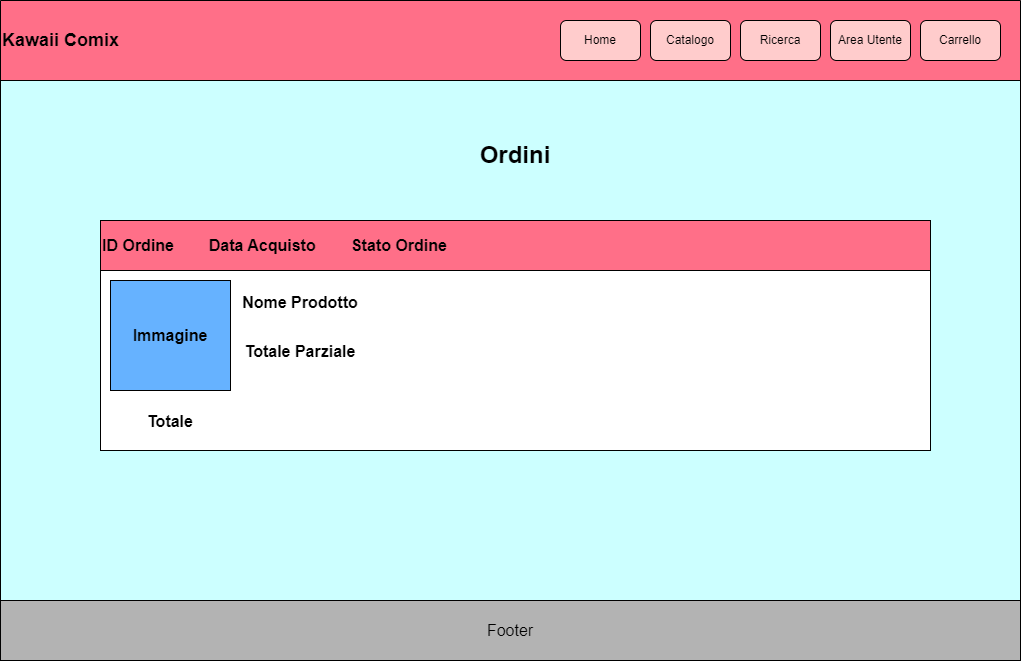 Kawaii Comix
Home
Catalogo
Ricerca
Area Utente
Carrello
Ordini
ID Ordine
Data Acquisto
Stato Ordine
Immagine
Nome Prodotto
Totale Parziale
Totale
Footer